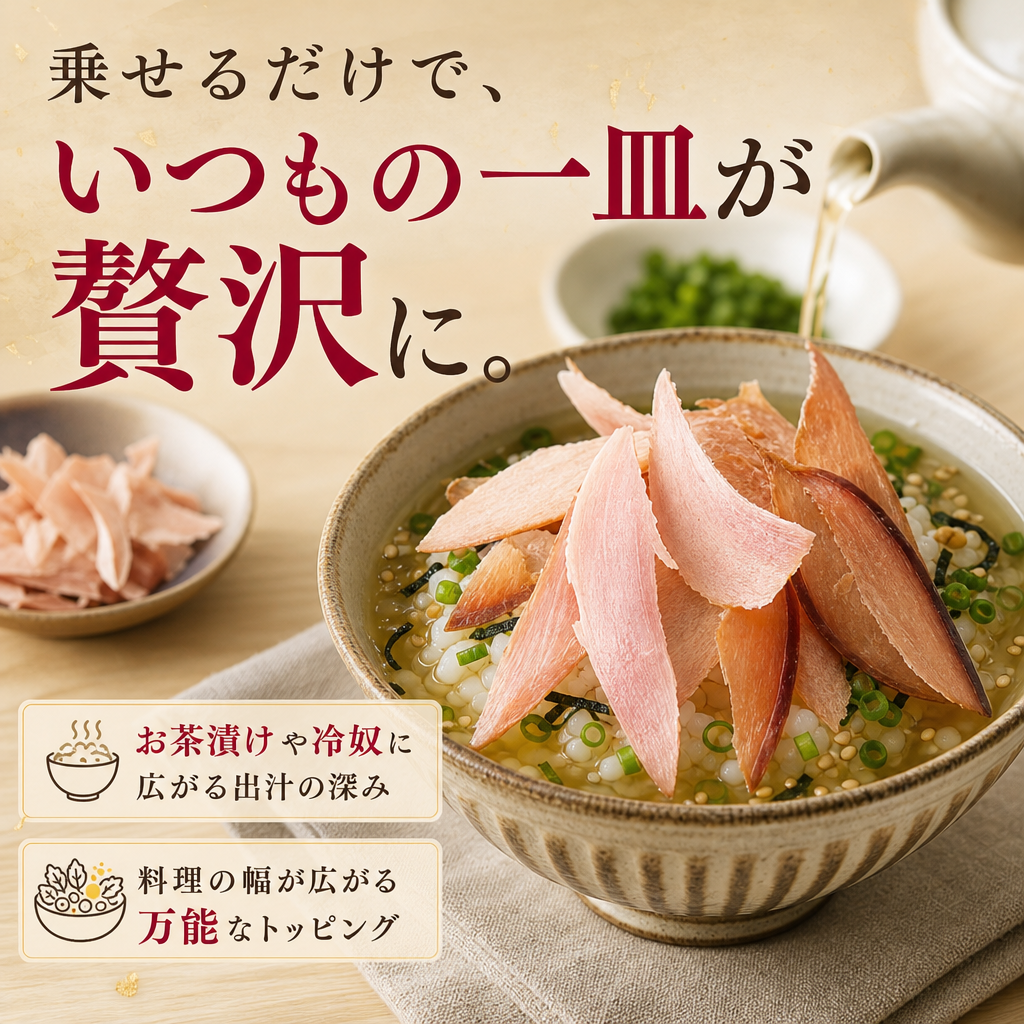 乗せるだけで、
いつもの一皿が
贅沢に。
お茶漬けや冷奴に
広がる出汁の深み
料理の幅が広がる
万能なトッピング